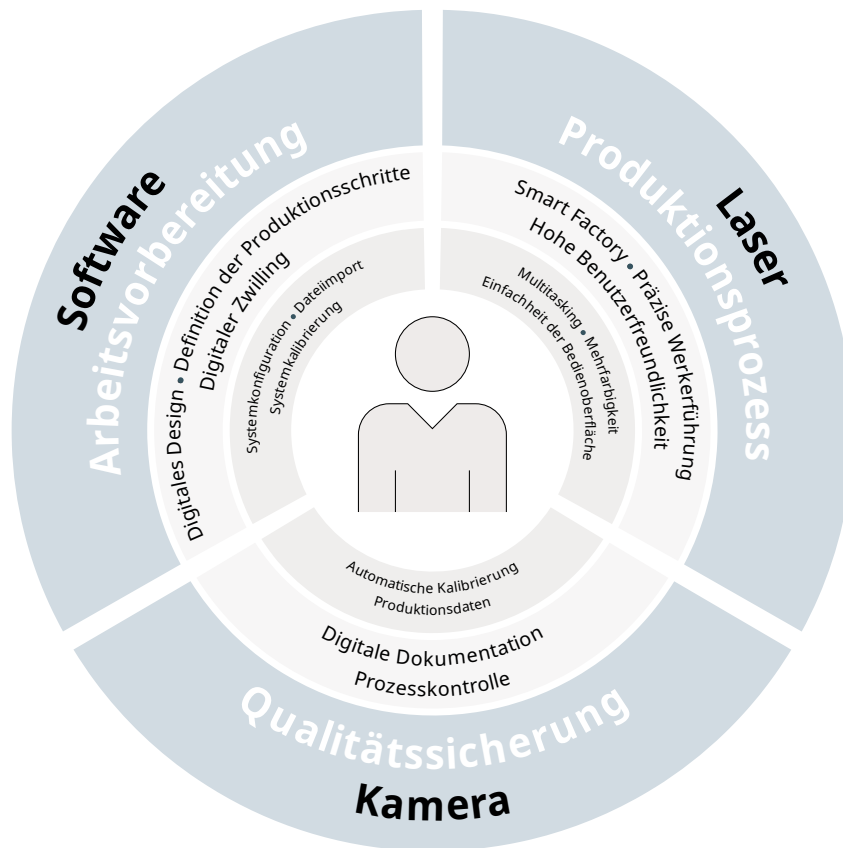 Software
Arbeitsvorbereitung
Digitales Design • Definition der Produktionsschritte
Digitaler Zwilling
Systemkonfiguration • Dateiimport
Systemkalibrierung
Laser
Produktionsprozess
Smart Factory • Präzise Werkerführung
Hohe Benutzerfreundlichkeit
Multitasking • Mehrfarbigkeit
Einfachheit der Bedienoberfläche
Automatische Kalibrierung
Produktionsdaten
Digitale Dokumentation
Prozesskontrolle
Qualitätssicherung
Kamera